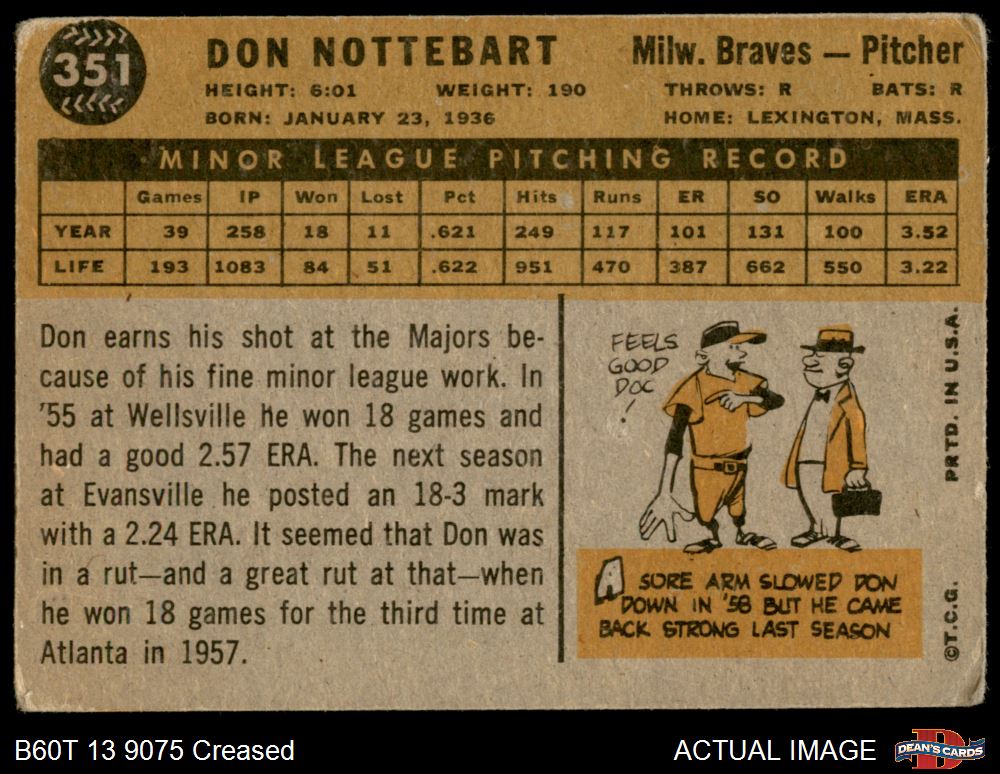 351
DON NOTTEBART
Milw. Braves — Pitcher
HEIGHT: 6:01 WEIGHT: 190 THROWS: R BATS: R
BORN: JANUARY 23, 1936 HOME: LEXINGTON, MASS.
MINOR LEAGUE PITCHING RECORD
Games IP Won Lost Pct Hits Runs ER SO Walks ERA
YEAR 39 258 18 11 .621 249 117 101 131 100 3.52
LIFE 193 1083 84 51 .622 951 470 387 662 550 3.22
Don earns his shot at the Majors be-
cause of his fine minor league work. In
'55 at Wellsville he won 18 games and
had a good 2.57 ERA. The next season
at Evansville he posted an 18-3 mark
with a 2.24 ERA. It seemed that Don was
in a rut—and a great rut at that—when
he won 18 games for the third time at
Atlanta in 1957.
FEELS
GOOD
DOC
!
A SORE ARM SLOWED DON
DOWN IN '58 BUT HE CAME
BACK STRONG LAST SEASON
©T.C.G. PRTD. IN U.S.A.
B60T 13 9075 Creased
ACTUAL IMAGE
DEAN'S CARDS